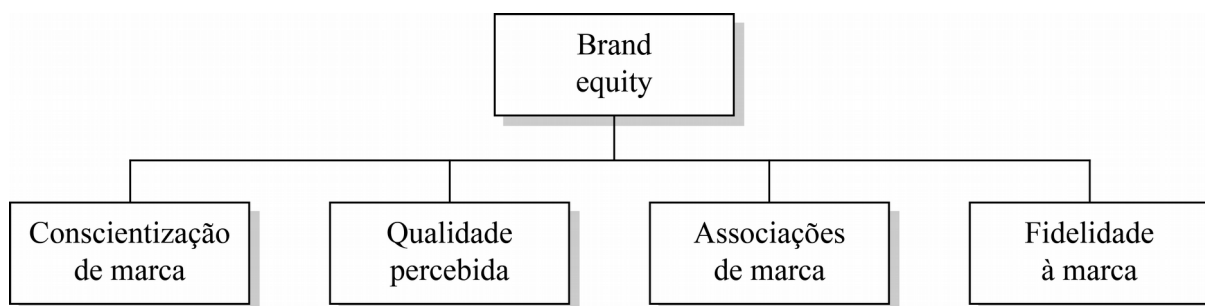 Brand
equity
Conscientização
de marca
Qualidade
percebida
Associações
de marca
Fidelidade
à marca